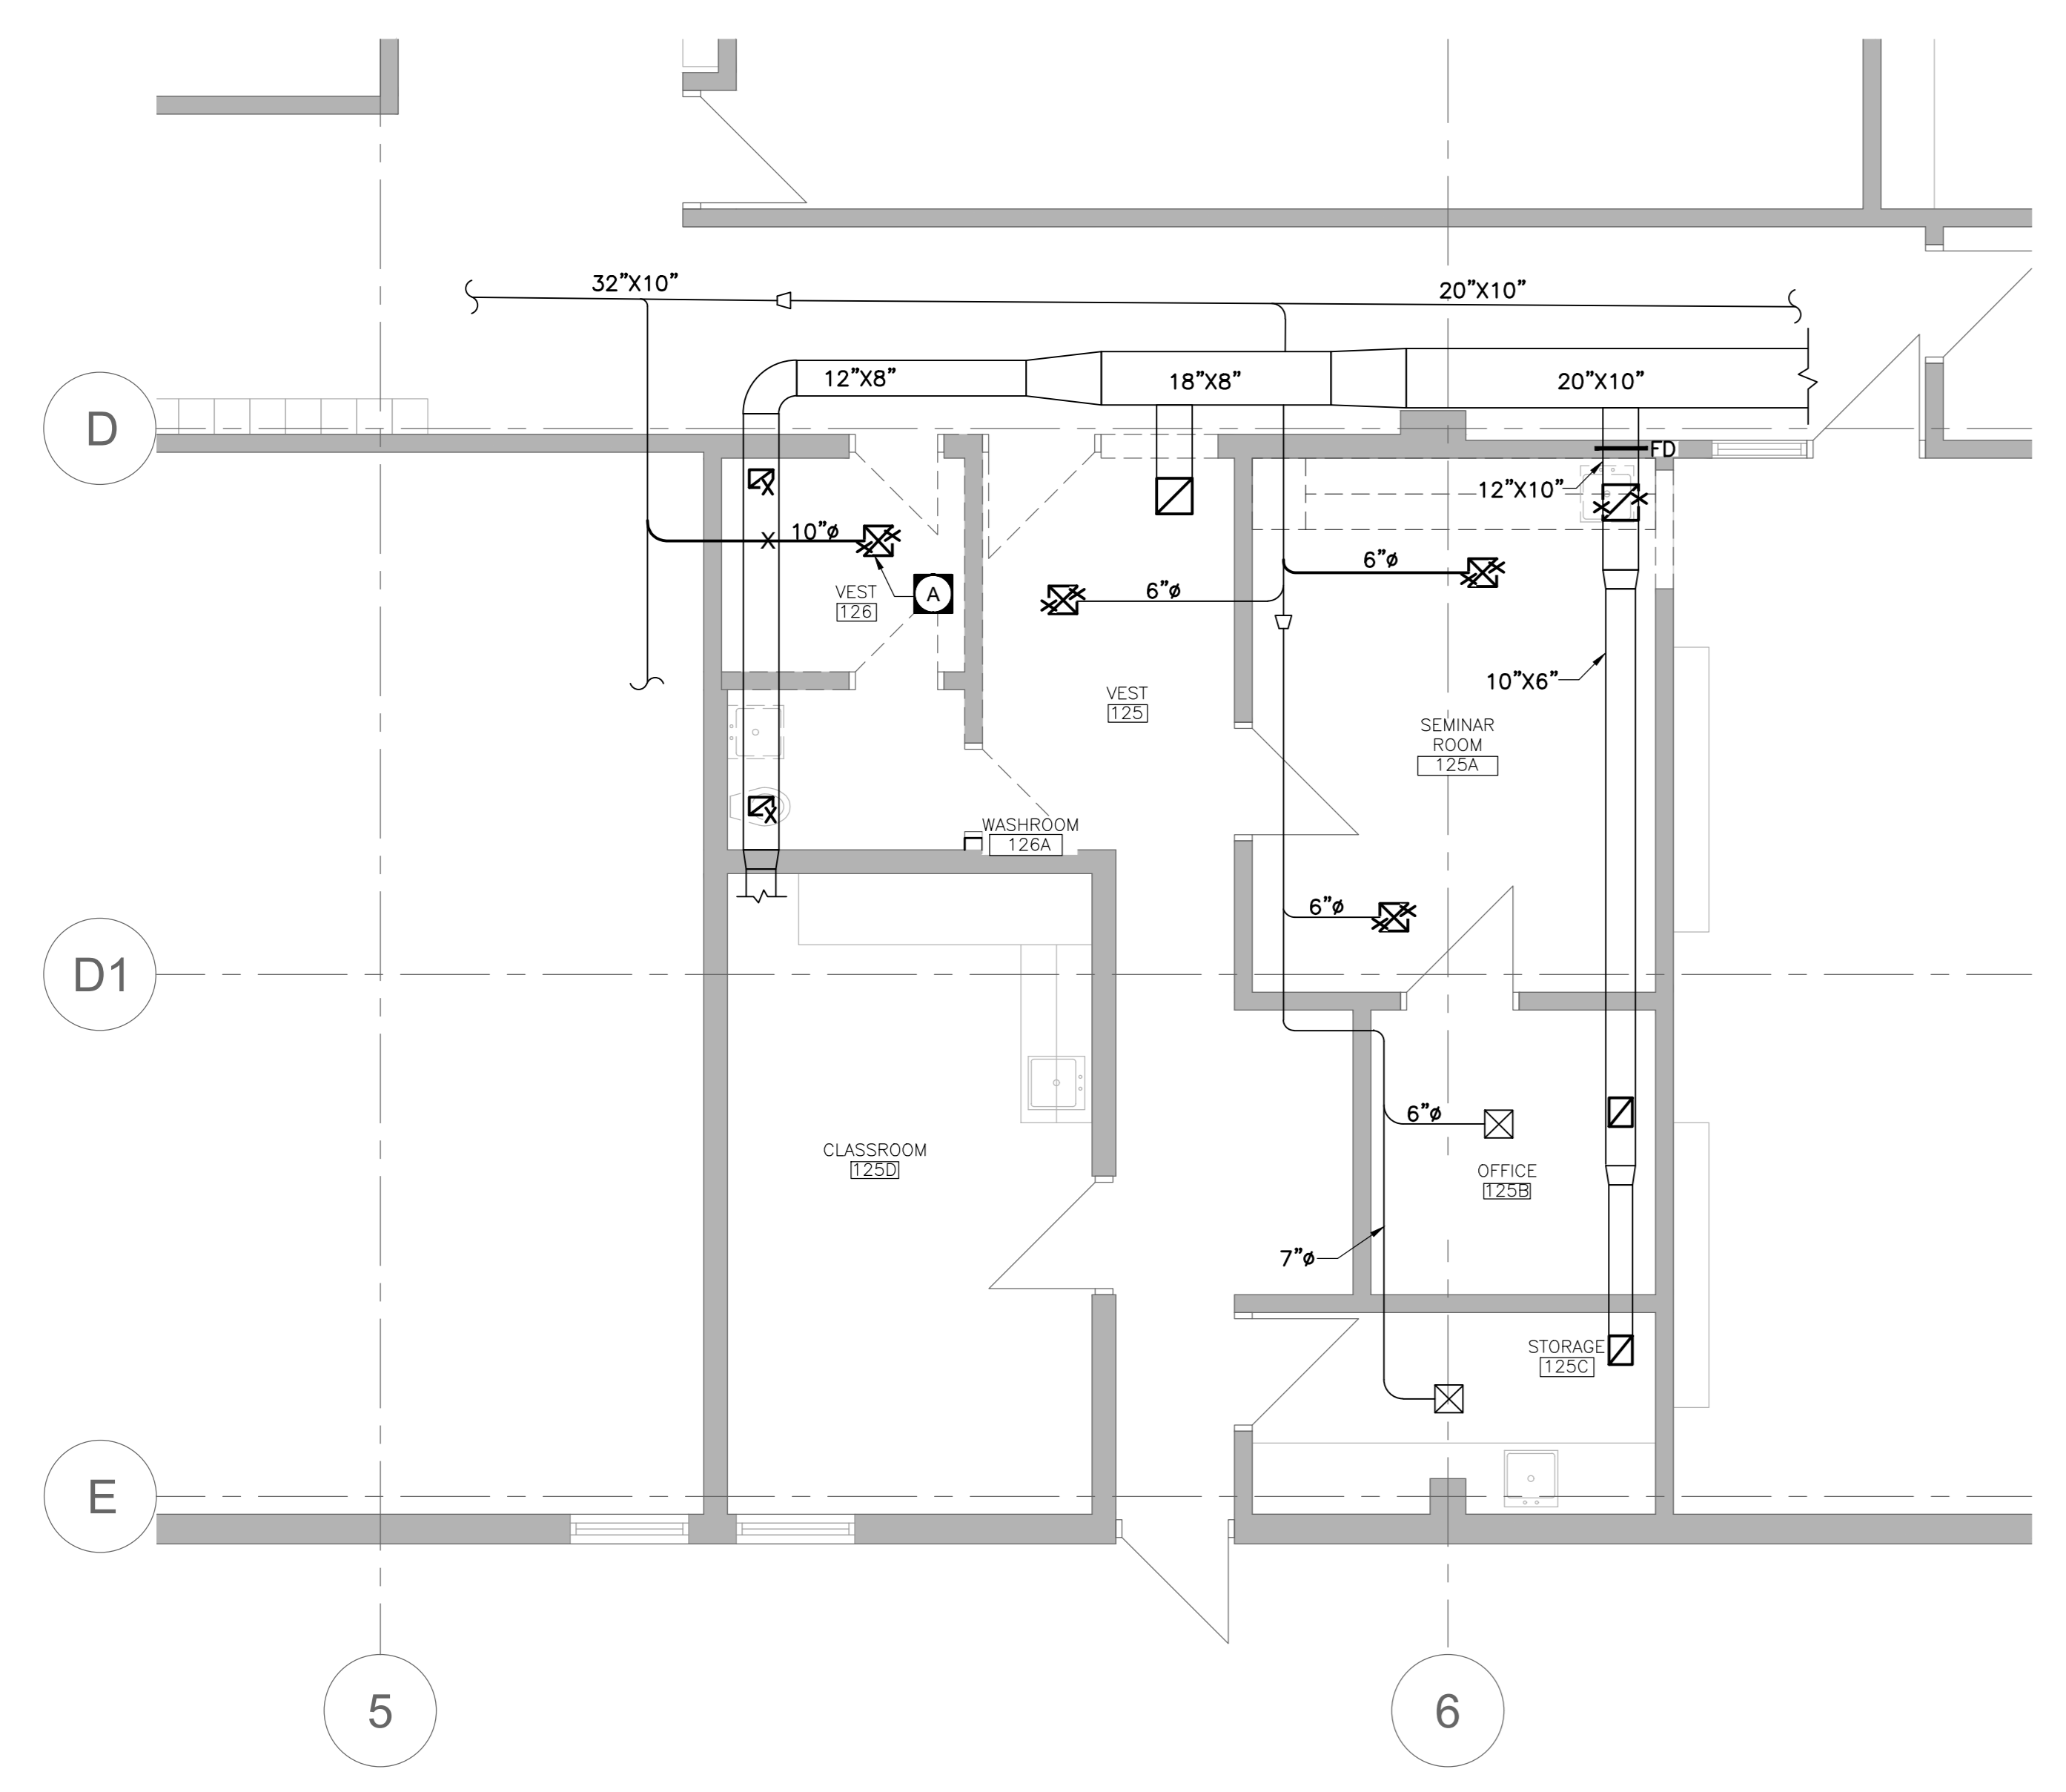 32"X10"
20"X10"
12"X8"
18"X8"
20"X10"
D
FD
12"X10"
10"ø
6"ø
6"ø
VEST
126
A
VEST
125
10"X6"
SEMINAR
ROOM
125A
WASHROOM
126A
6"ø
D1
6"ø
CLASSROOM
125D
OFFICE
125B
7"ø
STORAGE
125C
E
5
6